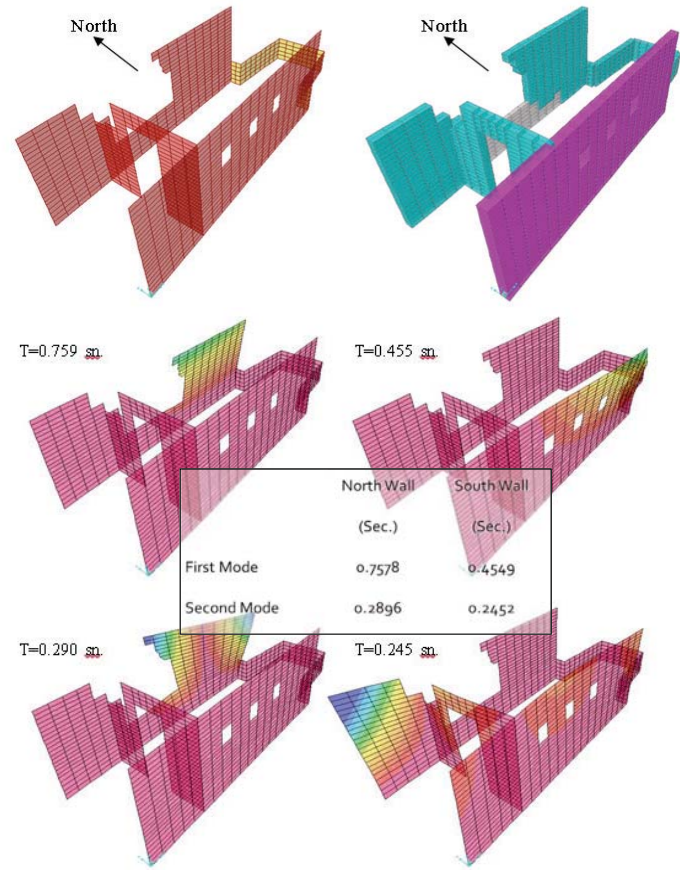 North
North
T=0.759 sn.
T=0.455 sn.
North Wall South Wall
(Sec.) (Sec.)
First Mode 0.7578 0.4549
Second Mode 0.2896 0.2452
T=0.290 sn.
T=0.245 sn.